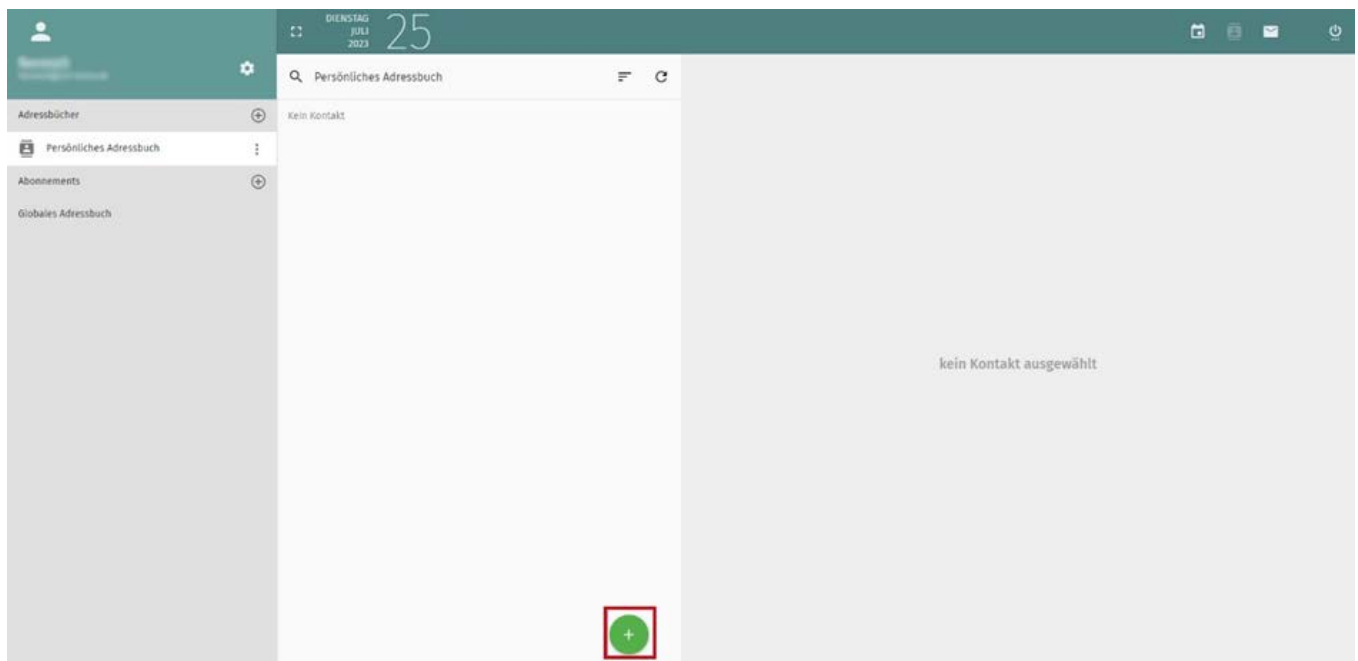 DIENSTAG
JULI
2023
25
Persönliches Adressbuch
Adressbücher
Kein Kontakt
Persönliches Adressbuch
Abonnements
Globales Adressbuch
kein Kontakt ausgewählt